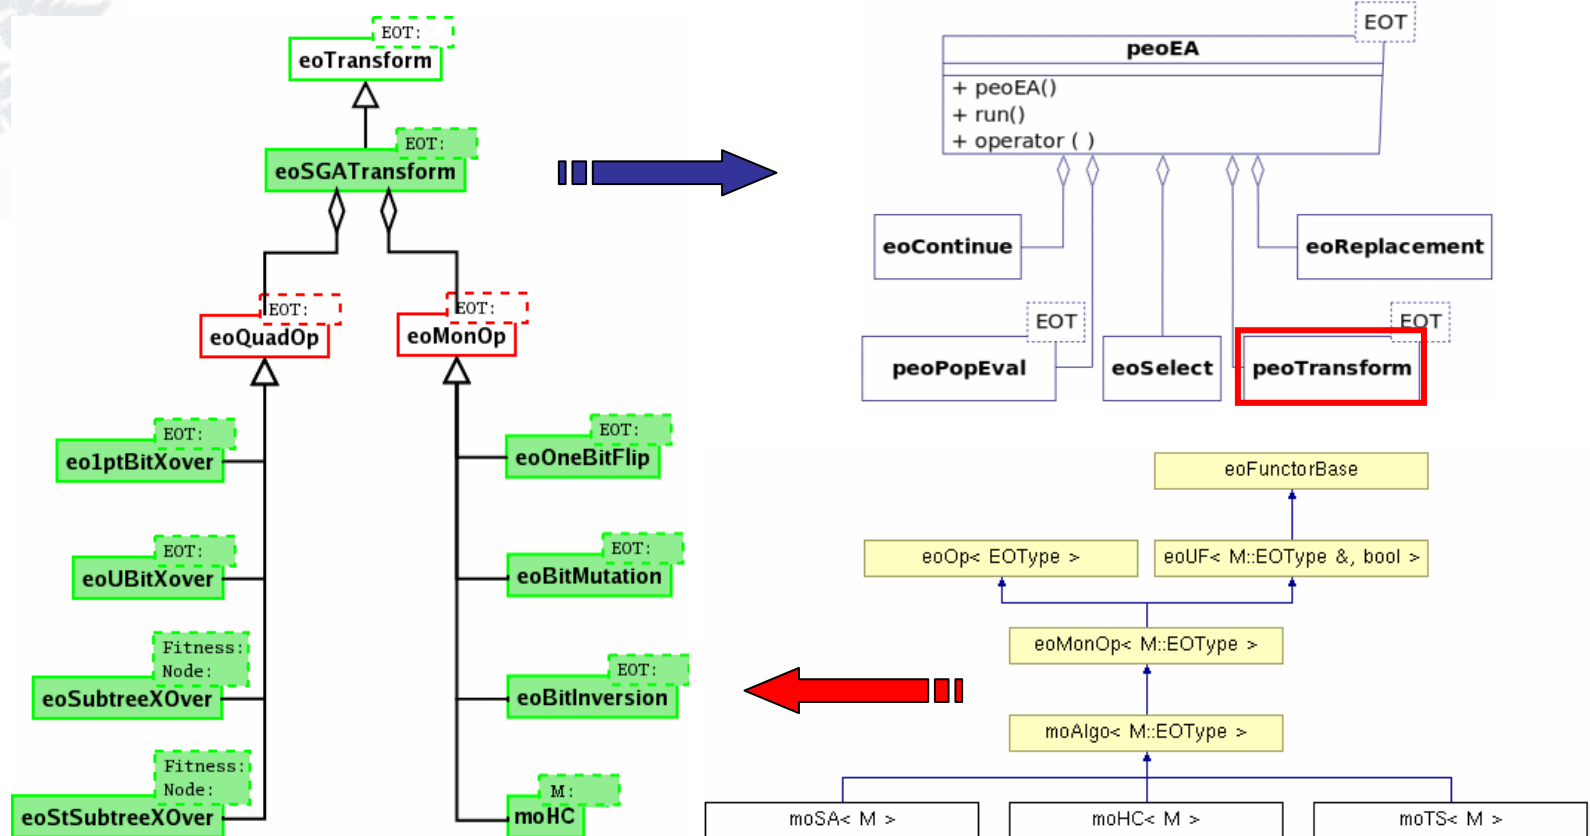 EOT:
eoTransform
EOT:
eoSGATransform
EOT:
eoQuadOp
EOT:
eoMonOp
EOT:
eo1ptBitXover
EOT:
eoUBitXover
Fitness:
Node:
eoSubtreeXOver
Fitness:
Node:
eoStSubtreeXOver
EOT:
eoOneBitFlip
EOT:
eoBitMutation
EOT:
eoBitInversion
M:
moHC
EOT
peoEA
+ peoEA()
+ run()
+ operator ( )
eoContinue
eoReplacement
EOT
peoPopEval
eoSelect
EOT
peoTransform
eoFunctorBase
eoOp< EOType >
eoUF< M::EOType &, bool >
eoMonOp< M::EOType >
moAlgo< M::EOType >
moSA< M >
moHC< M >
moTS< M >